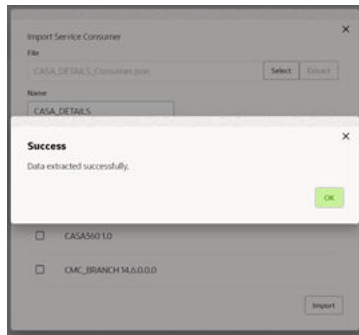 Import Service Consumer
File
CASA_DETAILS_Consumer.json
Select
Extract
Name
CASA_DETAILS
Success
Data extracted successfully.
OK
CASA360 1.0
CMC_BRANCH 14.6.0.0.0
Import